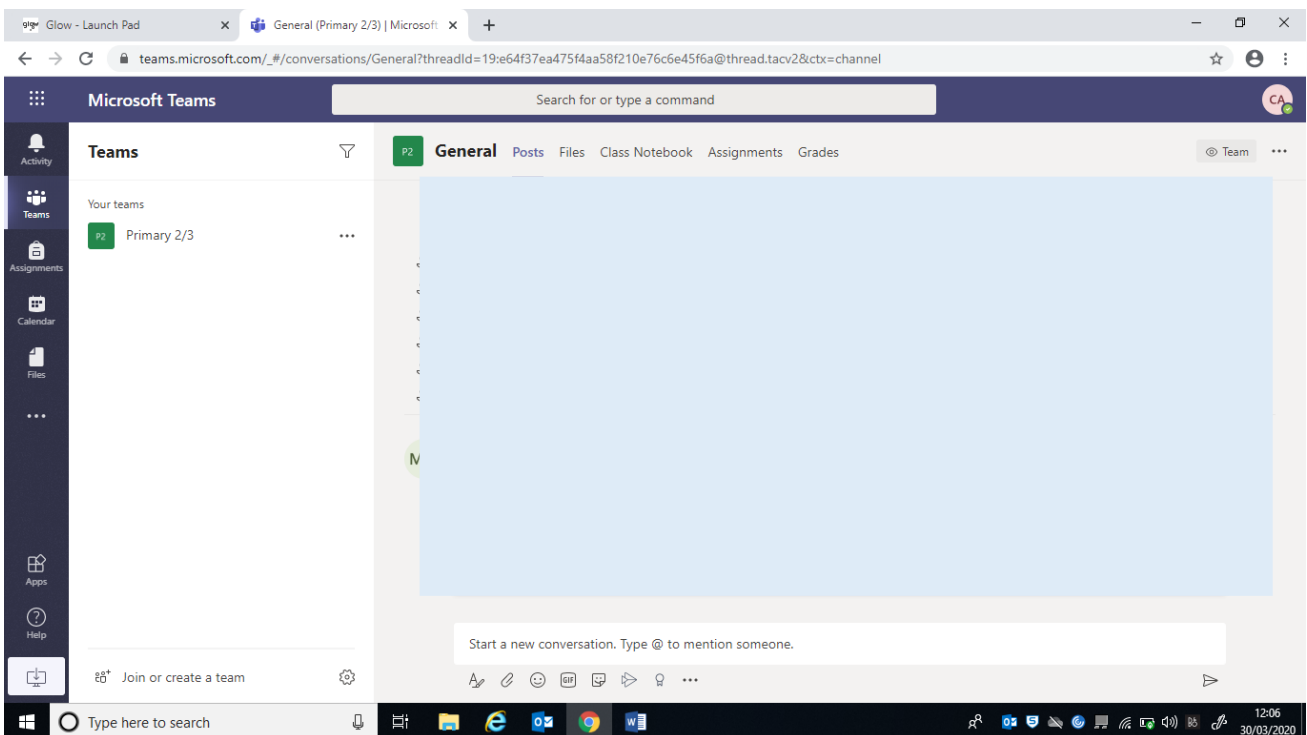 glow Glow - Launch Pad
General (Primary 2/3) | Microsoft
teams.microsoft.com/_#/conversations/General?threadId=19:e64f37ea475f4aa58f210e76c6e45f6a@thread.tacv2&ctx=channel
Microsoft Teams
Search for or type a command
CA
Activity
Teams
Assignments
Calendar
Files
Apps
Help
Teams
Your teams
P2 Primary 2/3
Join or create a team
P2 General Posts Files Class Notebook Assignments Grades
Team
M
Start a new conversation. Type @ to mention someone.
GIF
Type here to search
12:06
30/03/2020